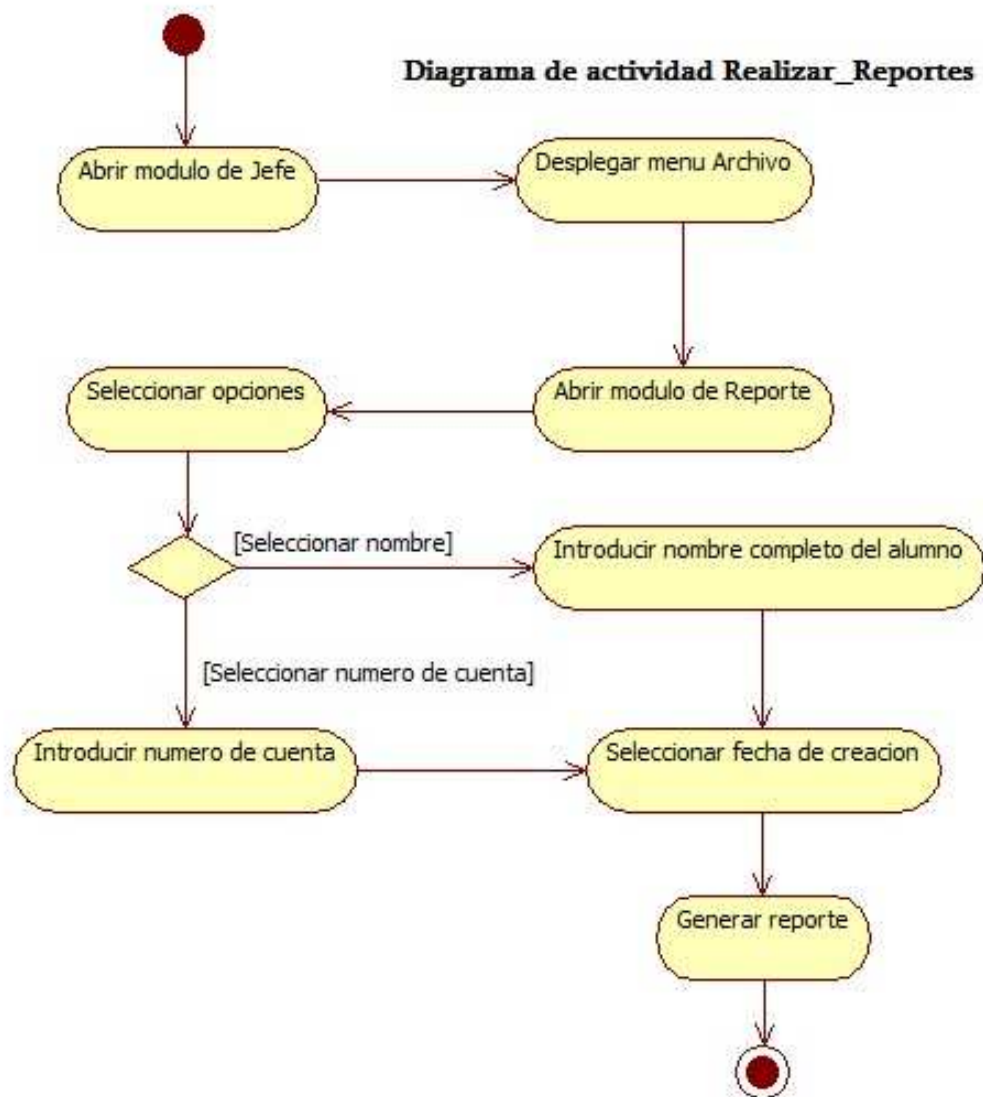 Diagrama de actividad Realizar_Reportes
Abrir modulo de Jefe
Desplegar menu Archivo
Seleccionar opciones
Abrir modulo de Reporte
[Seleccionar nombre]
Introducir nombre completo del alumno
[Seleccionar numero de cuenta]
Introducir numero de cuenta
Seleccionar fecha de creacion
Generar reporte